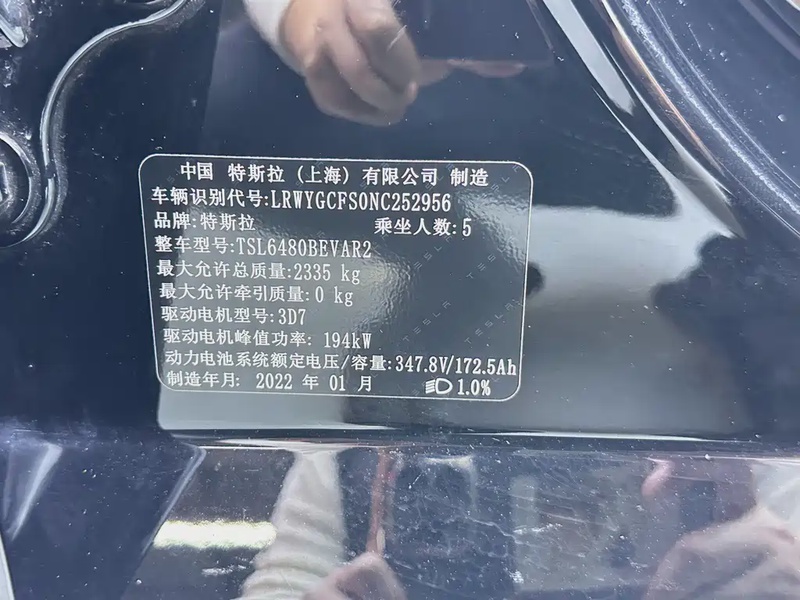 中国 特斯拉（上海）有限公司 制造
车辆识别代号:LRWYGCFS0NC252956
品牌:特斯拉 乘坐人数:5
整车型号:TSL6480BEVAR2
最大允许总质量:2335 kg
最大允许牵引质量:0 kg
驱动电机型号:3D7
驱动电机峰值功率: 194kW
动力电池系统额定电压/容量:347.8V/172.5Ah
制造年月: 2022 年 01 月 1.0%
TESLA TESLA TESLA